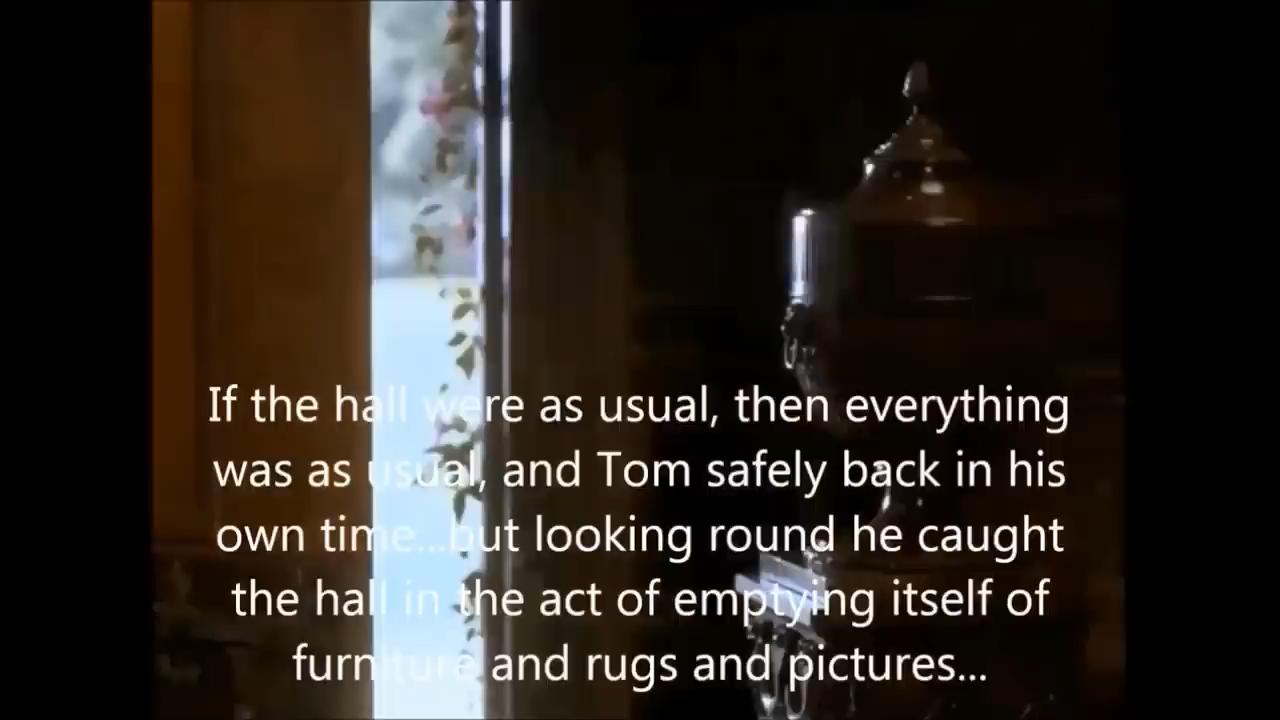 If the hall were as usual, then everything
was as usual, and Tom safely back in his
own time...but looking round he caught
the hall in the act of emptying itself of
furniture and rugs and pictures...